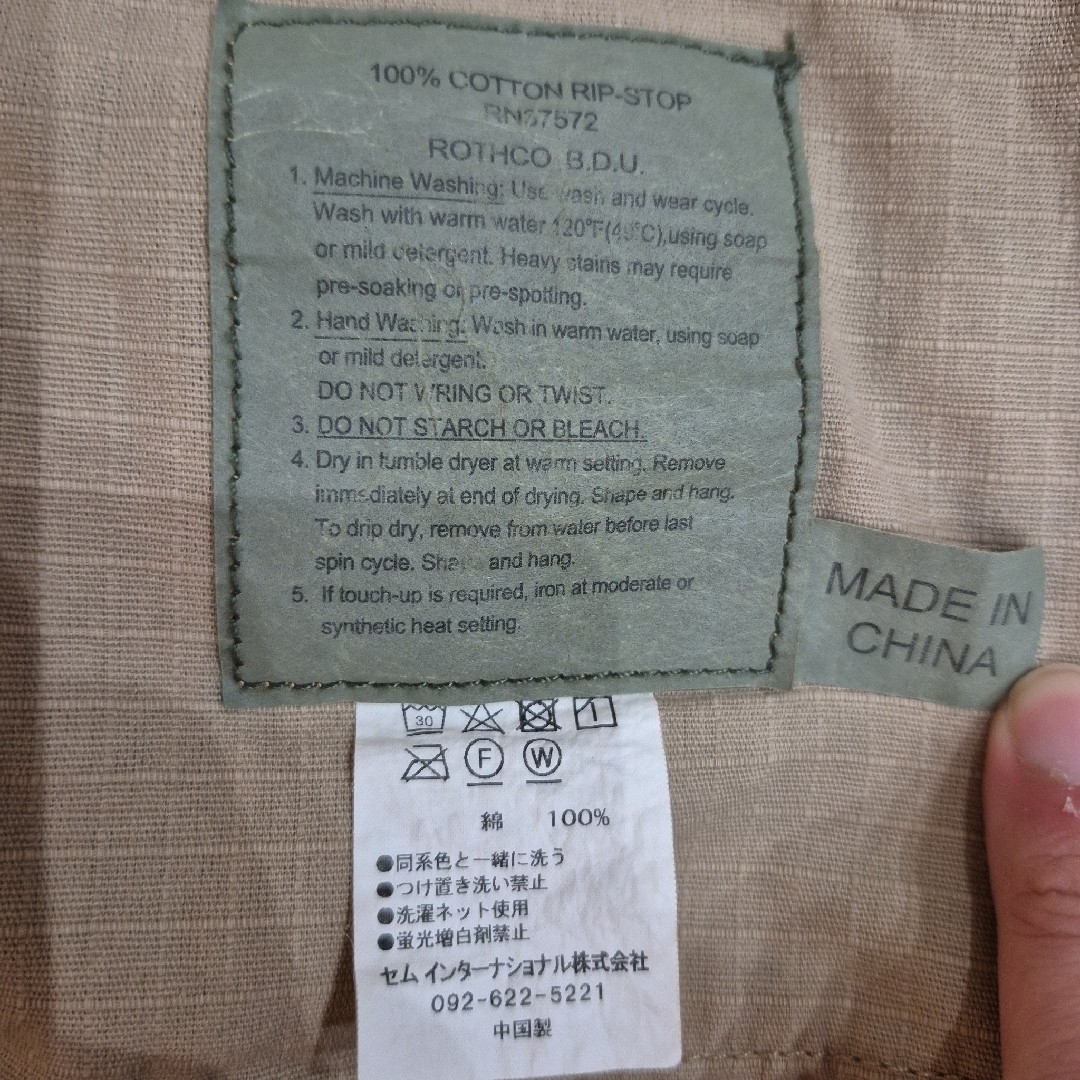 100% COTTON RIP-STOP
RN37572
ROTHCO B.D.U.
1. Machine Washing: Use wash and wear cycle.
Wash with warm water 120°F(49°C),using soap
or mild detergent. Heavy stains may require
pre-soaking or pre-spotting.
2. Hand Washing: Wash in warm water, using soap
or mild detergent.
DO NOT WRING OR TWIST.
3. DO NOT STARCH OR BLEACH.
4. Dry in tumble dryer at warm setting. Remove
immediately at end of drying. Shape and hang.
To drip dry, remove from water before last
spin cycle. Shape and hang.
5. If touch-up is required, iron at moderate or
synthetic heat setting.
MADE IN
CHINA
30
F W
綿 100%
●同系色と一緒に洗う
●つけ置き洗い禁止
●洗濯ネット使用
●蛍光増白剤禁止
セム インターナショナル株式会社
092-622-5221
中国製